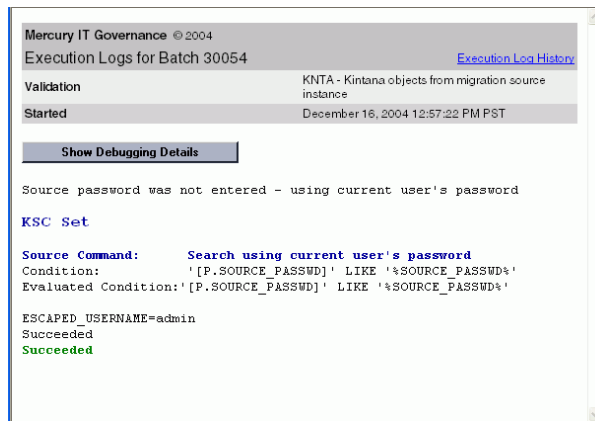 Mercury IT Governance © 2004
Execution Logs for Batch 30054 Execution Log History
Validation KNTA - Kintana objects from migration source instance
Started December 16, 2004 12:57:22 PM PST
Show Debugging Details
Source password was not entered - using current user's password
KSC Set
Source Command: Search using current user's password
Condition: '[P.SOURCE_PASSWD]' LIKE '%SOURCE_PASSWD%'
Evaluated Condition:'[P.SOURCE_PASSWD]' LIKE '%SOURCE_PASSWD%'
ESCAPED_USERNAME=admin
Succeeded
Succeeded